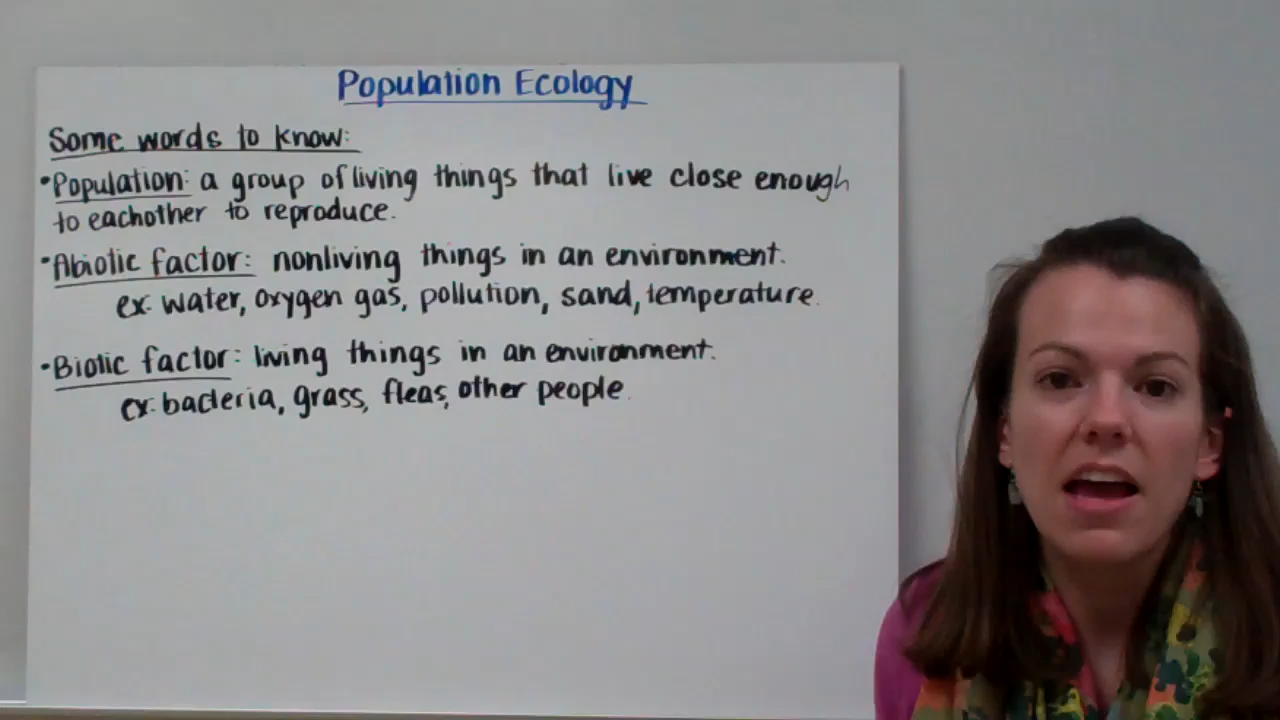 Population Ecology
Some words to know:
•Population: a group of living things that live close enough
to eachother to reproduce.
•Abiotic factor: nonliving things in an environment.
ex. water, oxygen gas, pollution, sand, temperature.
•Biotic factor: living things in an environment.
ex. bacteria, grass, fleas, other people.